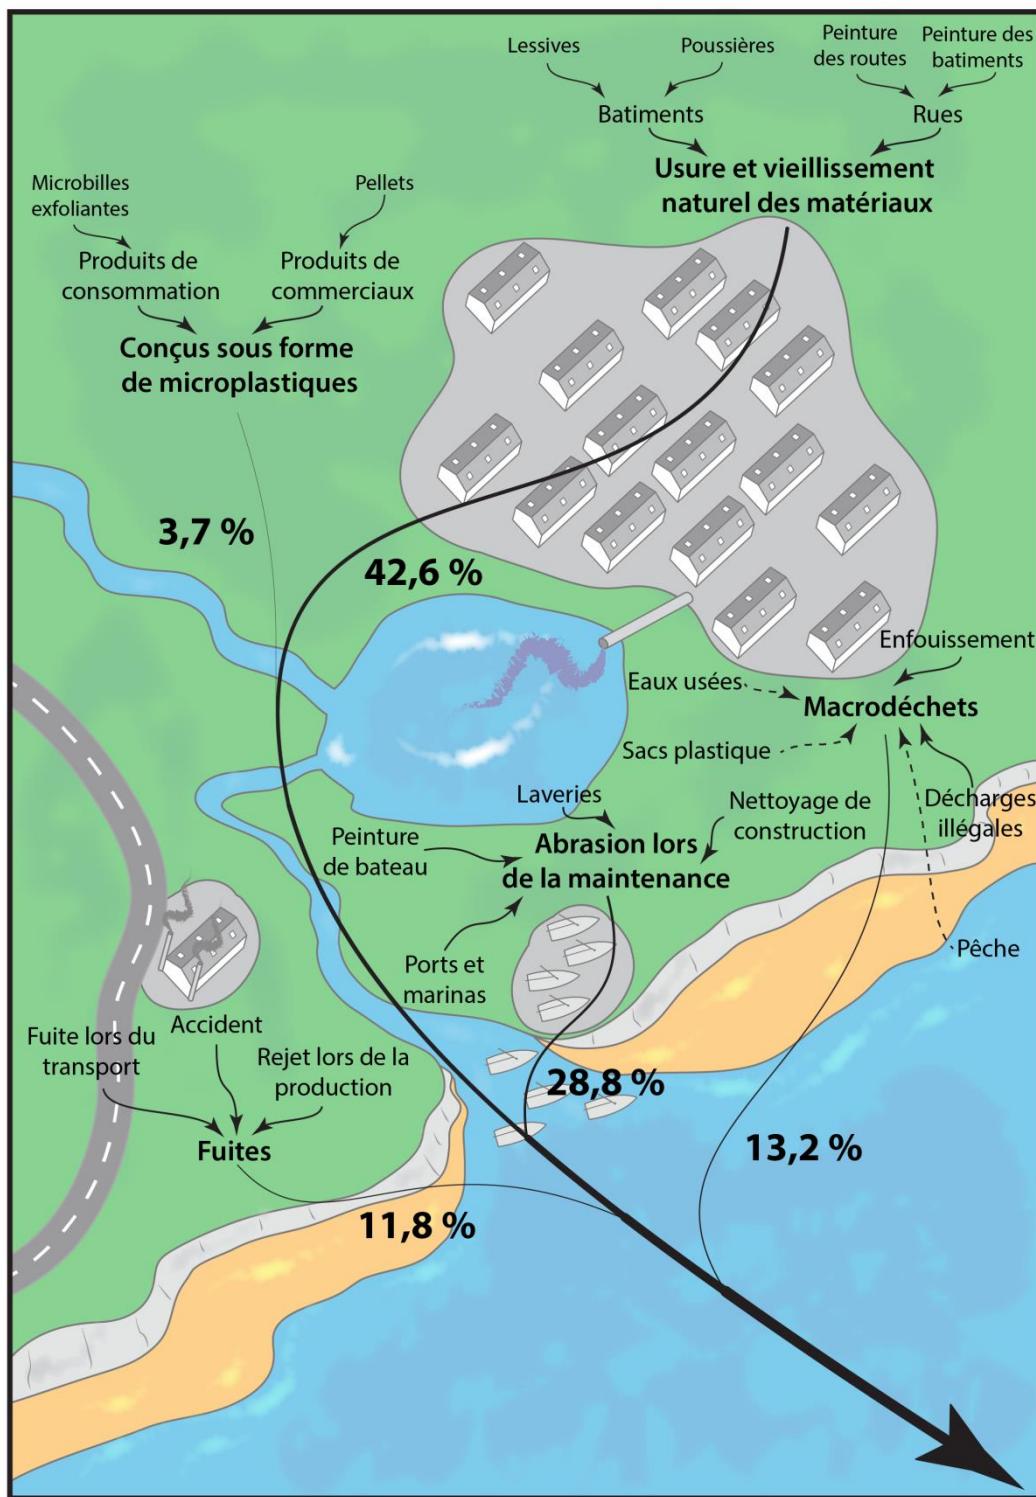 Lessives
Poussières
Peinture
des routes
Peinture des
batiments
Batiments
Rues
Usure et vieillissement
naturel des matériaux
Microbilles
exfoliantes
Pellets
Produits de
consommation
Produits de
commerciaux
Conçus sous forme
de microplastiques
3,7 %
42,6 %
Enfouissement
Eaux usées
Macrodéchets
Sacs plastique
Laveries
Nettoyage de
construction
Décharges
illégales
Peinture
de bateau
Abrasion lors
de la maintenance
Ports et
marinas
Pêche
Fuite lors du
transport
Accident
Rejet lors de la
production
28,8 %
Fuites
13,2 %
11,8 %